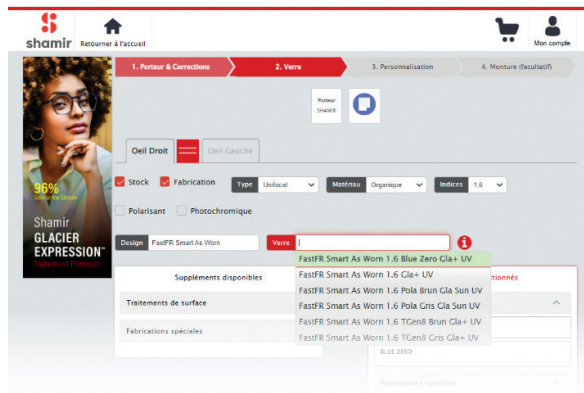 shamir
Retourner à l'accueil
Mon compte
1. Porteur & Corrections
2. Verre
3. Personnalisation
4. Monture (facultatif)
Porteur
SHAMIR
Oeil Droit
Oeil Gauche
Stock
Fabrication
Type
Unifocal
Matériau
Organique
Indices
1,6
Polarisant
Photochromique
Design
FastFR Smart As Worn
Verre
FastFR Smart As Worn 1.6 Blue Zero Gla+ UV
FastFR Smart As Worn 1.6 Gla+ UV
FastFR Smart As Worn 1.6 Pola Brun Gla Sun UV
FastFR Smart As Worn 1.6 Pola Gris Gla Sun UV
FastFR Smart As Worn 1.6 TGen8 Brun Gla+ UV
FastFR Smart As Worn 1.6 TGen8 Gris Gla+ UV
Suppléments disponibles
ctionnés
Traitements de surface
Fabrications spéciales
BLUE ZERO
Fabrications spéciales
96%
Shamir
GLACIER
EXPRESSION™
Traitement Premium